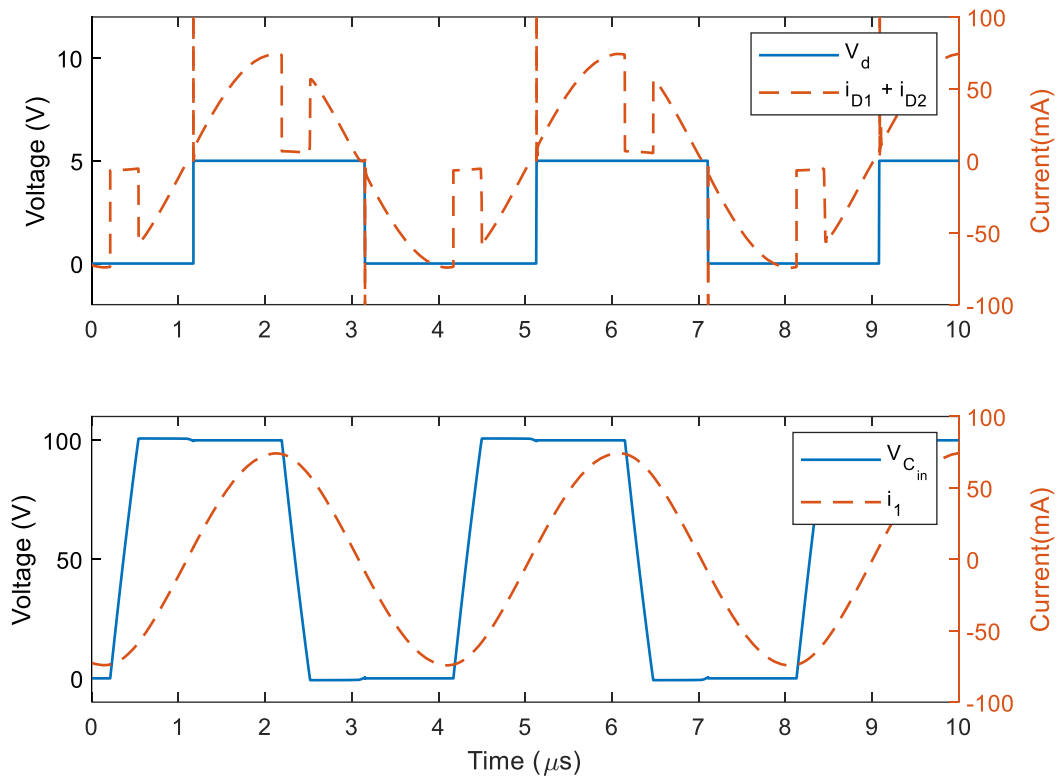 10
5
0
Voltage (V)
100
50
0
-50
-100
Current(mA)
V_d
i_D1 + i_D2
0 1 2 3 4 5 6 7 8 9 10
100
50
0
Voltage (V)
100
50
0
-50
-100
Current(mA)
V_C_in
i_1
0 1 2 3 4 5 6 7 8 9 10
Time (μs)